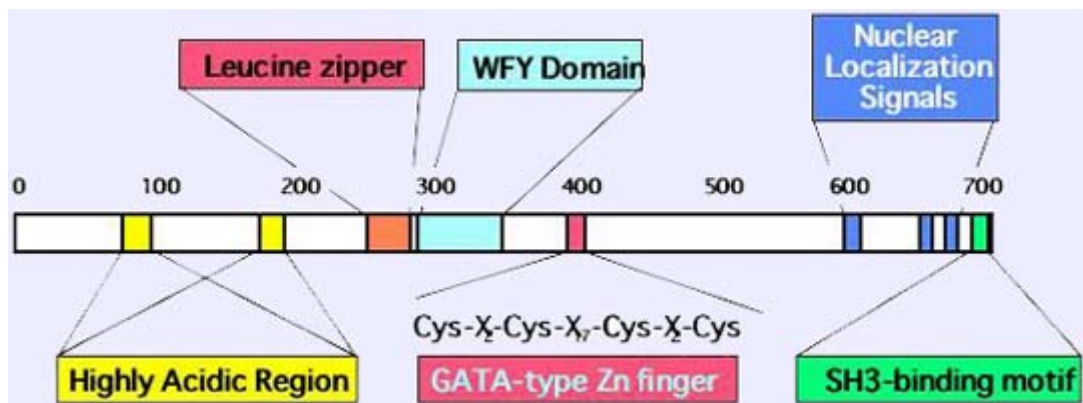 Leucine zipper
WFY Domain
Nuclear
Localization
Signals
0 100 200 300 400 500 600 700
Cys-X₂-Cys-X₁₇-Cys-X₂-Cys
Highly Acidic Region
GATA-type Zn finger
SH3-binding motif